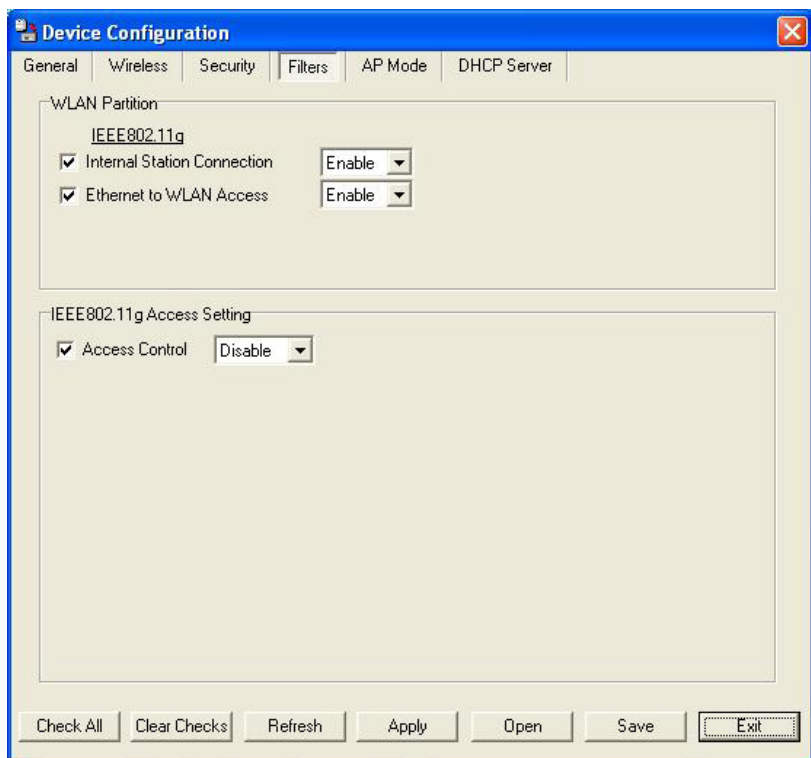 Device Configuration
General Wireless Security Filters AP Mode DHCP Server
WLAN Partition
IEEE802.11g
Internal Station Connection Enable
Ethernet to WLAN Access Enable
IEEE802.11g Access Setting
Access Control Disable
Check All Clear Checks Refresh Apply Open Save Exit